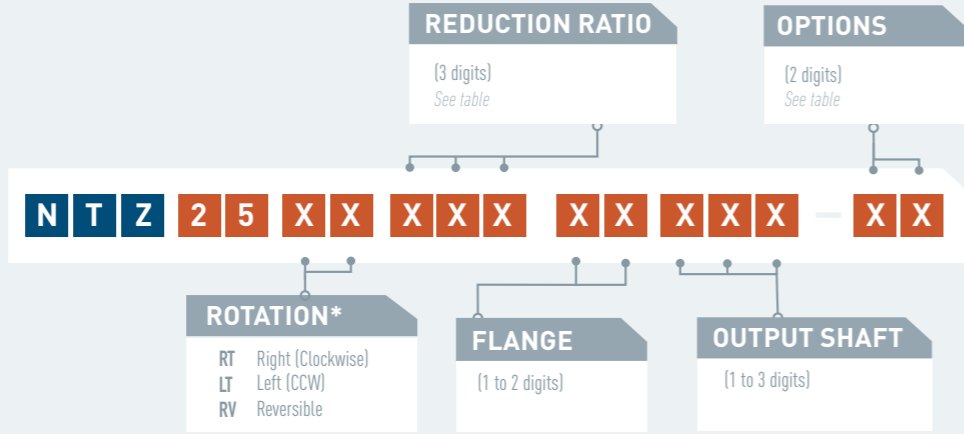 REDUCTION RATIO
(3 digits)
See table
OPTIONS
(2 digits)
See table
N T Z 2 5 X X X X X X X X X X – X X
ROTATION*
RT Right (Clockwise)
LT Left (CCW)
RV Reversible
FLANGE
(1 to 2 digits)
OUTPUT SHAFT
(1 to 3 digits)